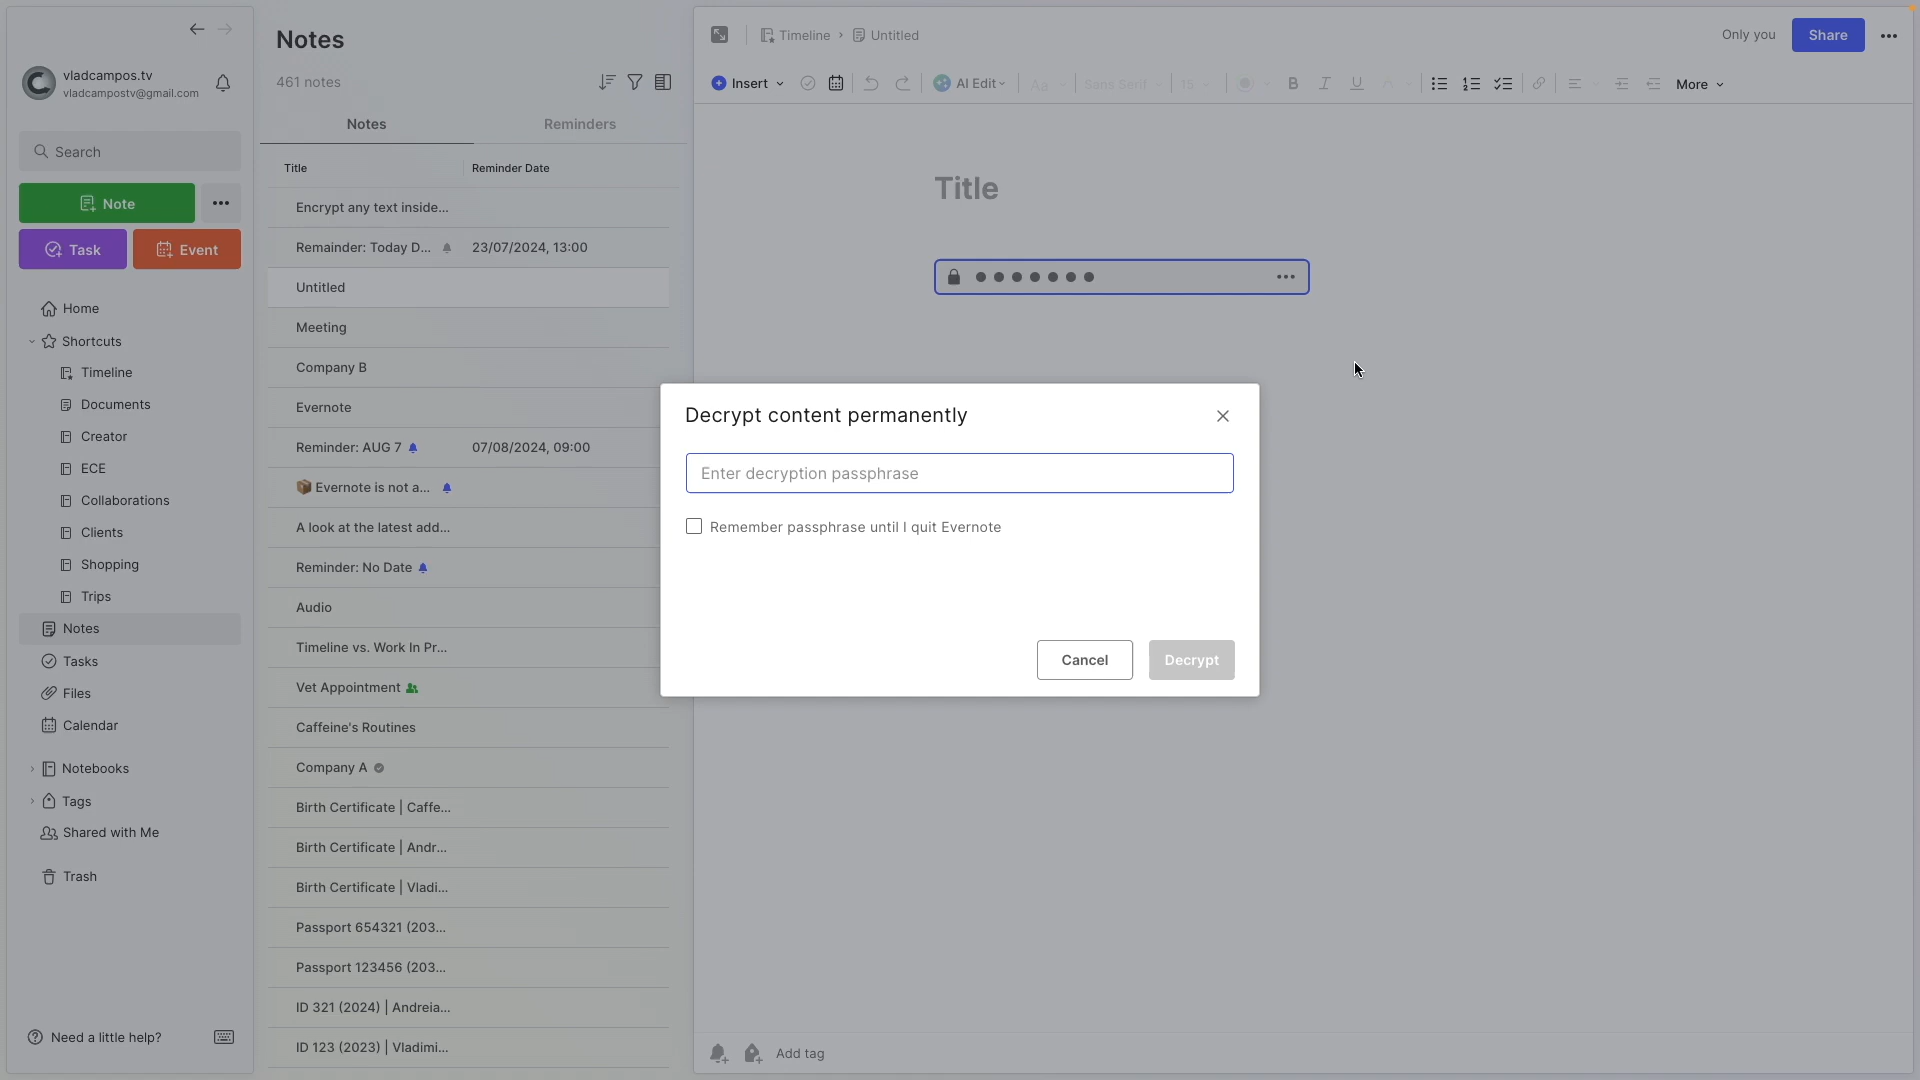 vladcampos.tv
vladcampostv@gmail.com
Search
Note
Task
Event
Home
Shortcuts
Timeline
Documents
Creator
ECE
Collaborations
Clients
Shopping
Trips
Notes
Tasks
Files
Calendar
Notebooks
Tags
Shared with Me
Trash
Need a little help?
Notes
461 notes
Notes
Reminders
Title
Reminder Date
Encrypt any text inside...
Remainder: Today D... 23/07/2024, 13:00
Untitled
Meeting
Company B
Evernote
Reminder: AUG 7 07/08/2024, 09:00
Evernote is not a...
A look at the latest add...
Reminder: No Date
Audio
Timeline vs. Work In Pr...
Vet Appointment
Caffeine's Routines
Company A
Birth Certificate | Caffe...
Birth Certificate | Andr...
Birth Certificate | Vladi...
Passport 654321 (203...
Passport 123456 (203...
ID 321 (2024) | Andreia...
ID 123 (2023) | Vladimi...
Timeline > Untitled
Only you
Share
Insert
AI Edit
Aa
Sans Serif
15
B I U A
More
Title
Decrypt content permanently
Enter decryption passphrase
Remember passphrase until I quit Evernote
Cancel
Decrypt
Add tag